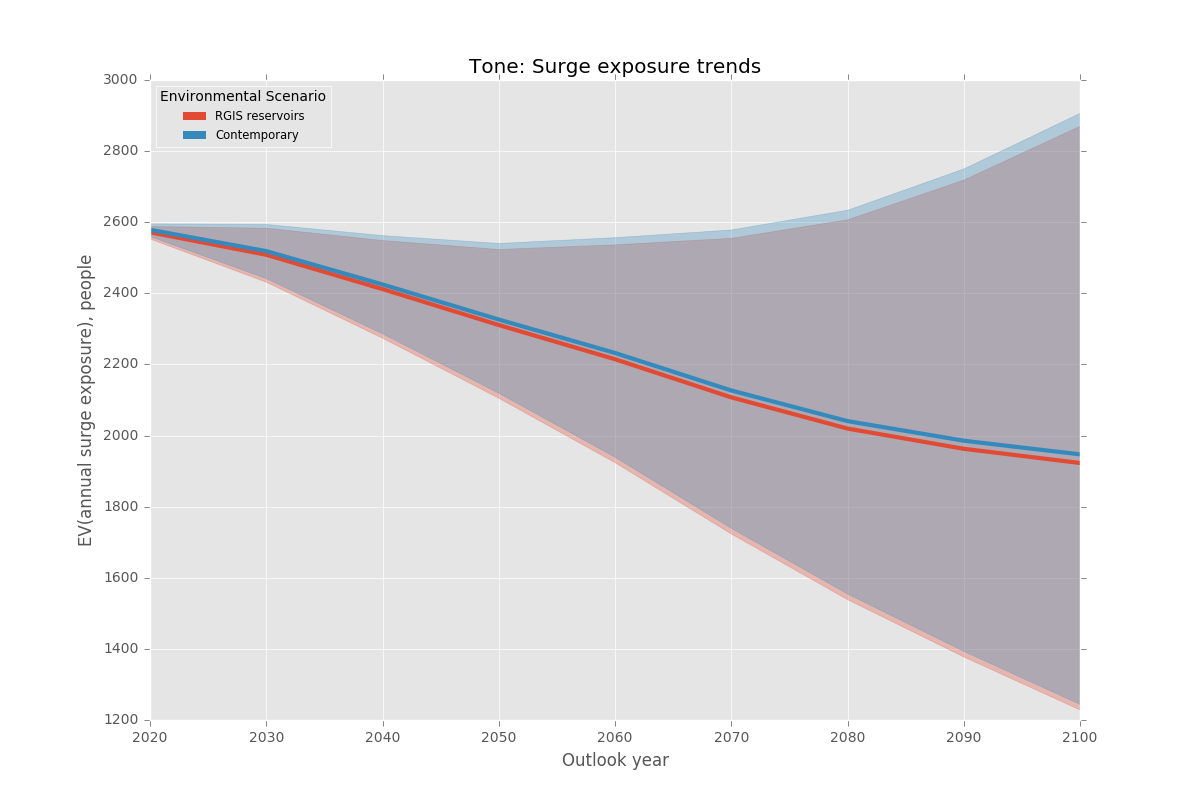 Tone: Surge exposure trends
Environmental Scenario
RGIS reservoirs
Contemporary
EV(annual surge exposure), people
3000
2800
2600
2400
2200
2000
1800
1600
1400
1200
2020 2030 2040 2050 2060 2070 2080 2090 2100
Outlook year